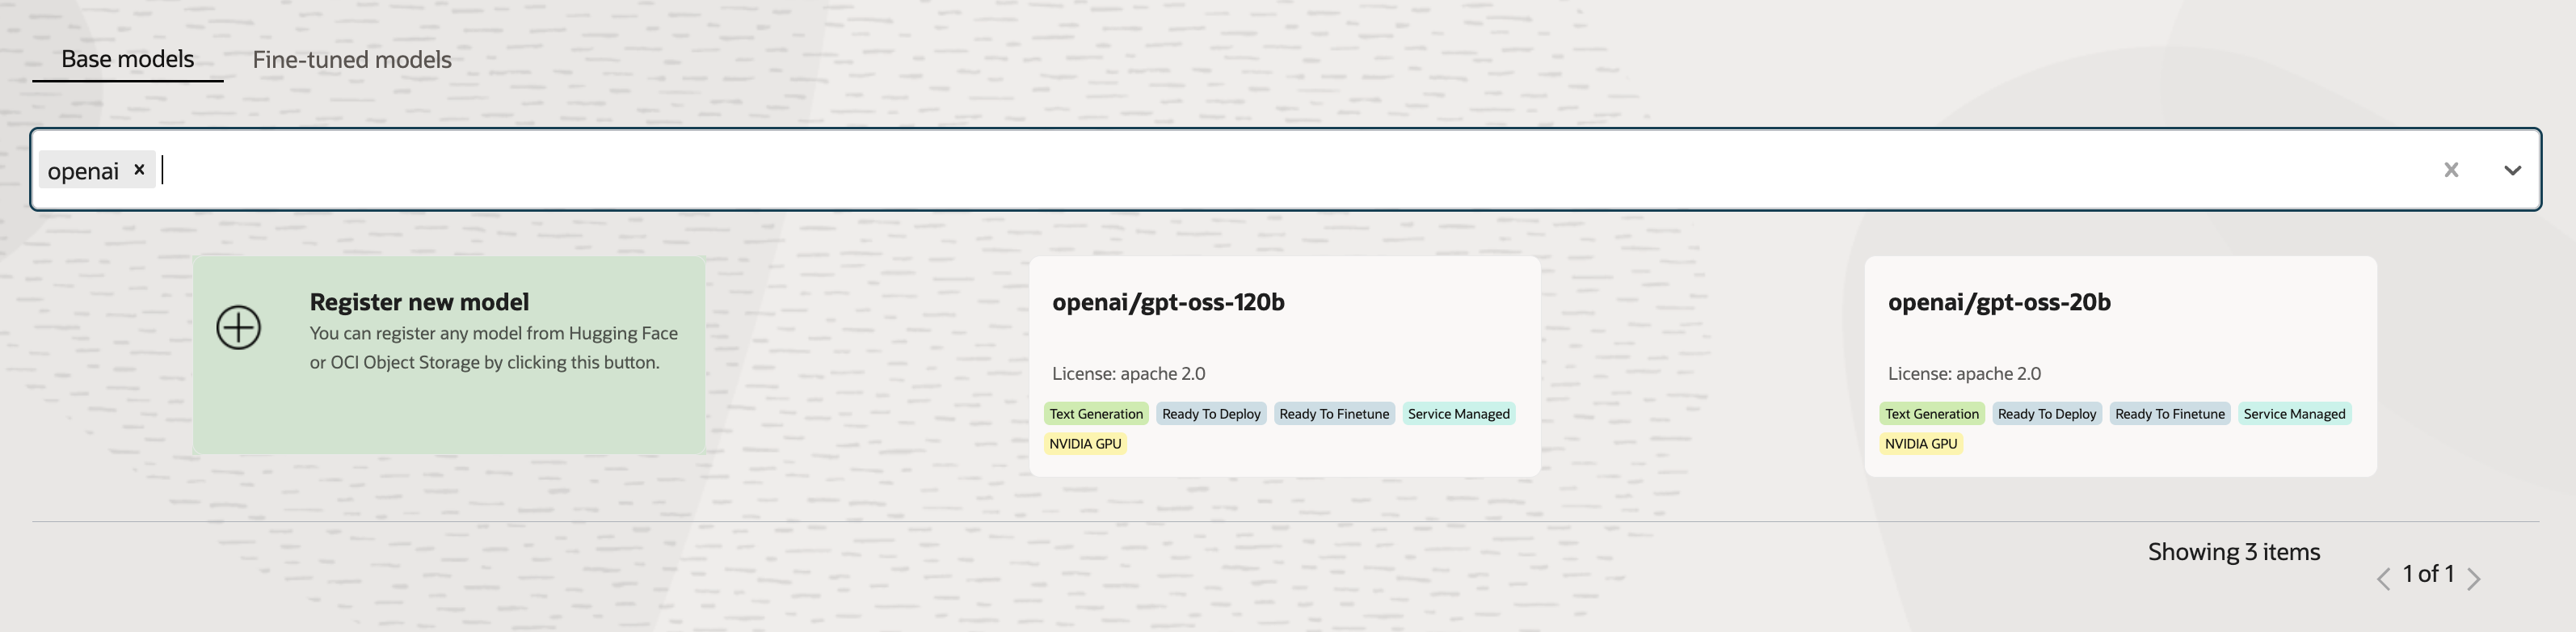 Base models
Fine-tuned models
openai
Register new model
You can register any model from Hugging Face
or OCI Object Storage by clicking this button.
openai/gpt-oss-120b
License: apache 2.0
Text Generation Ready To Deploy Ready To Finetune Service Managed
NVIDIA GPU
openai/gpt-oss-20b
License: apache 2.0
Text Generation Ready To Deploy Ready To Finetune Service Managed
NVIDIA GPU
Showing 3 items
1 of 1